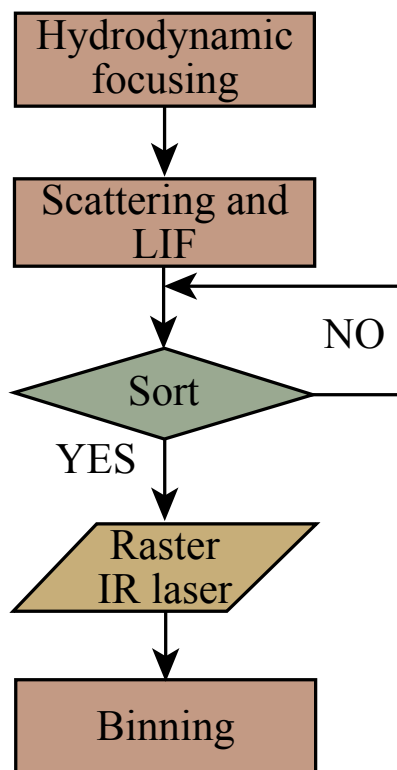 Hydrodynamic
focusing
Scattering and
LIF
NO
Sort
YES
Raster
IR laser
Binning